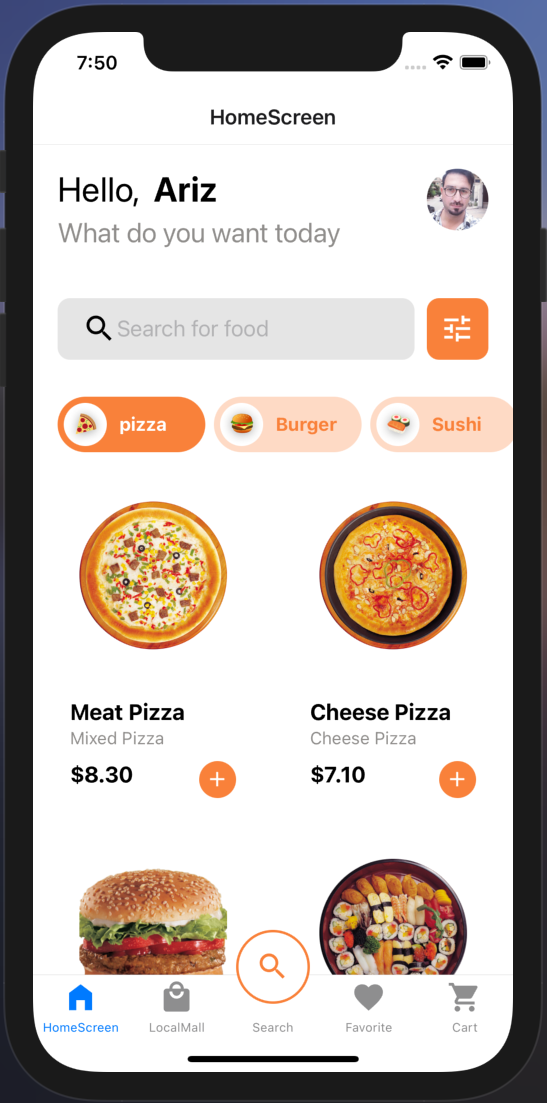 7:50
HomeScreen
Hello, Ariz
What do you want today
Search for food
pizza Burger Sushi
Meat Pizza Cheese Pizza
Mixed Pizza Cheese Pizza
$8.30 $7.10
HomeScreen LocalMall Search Favorite Cart